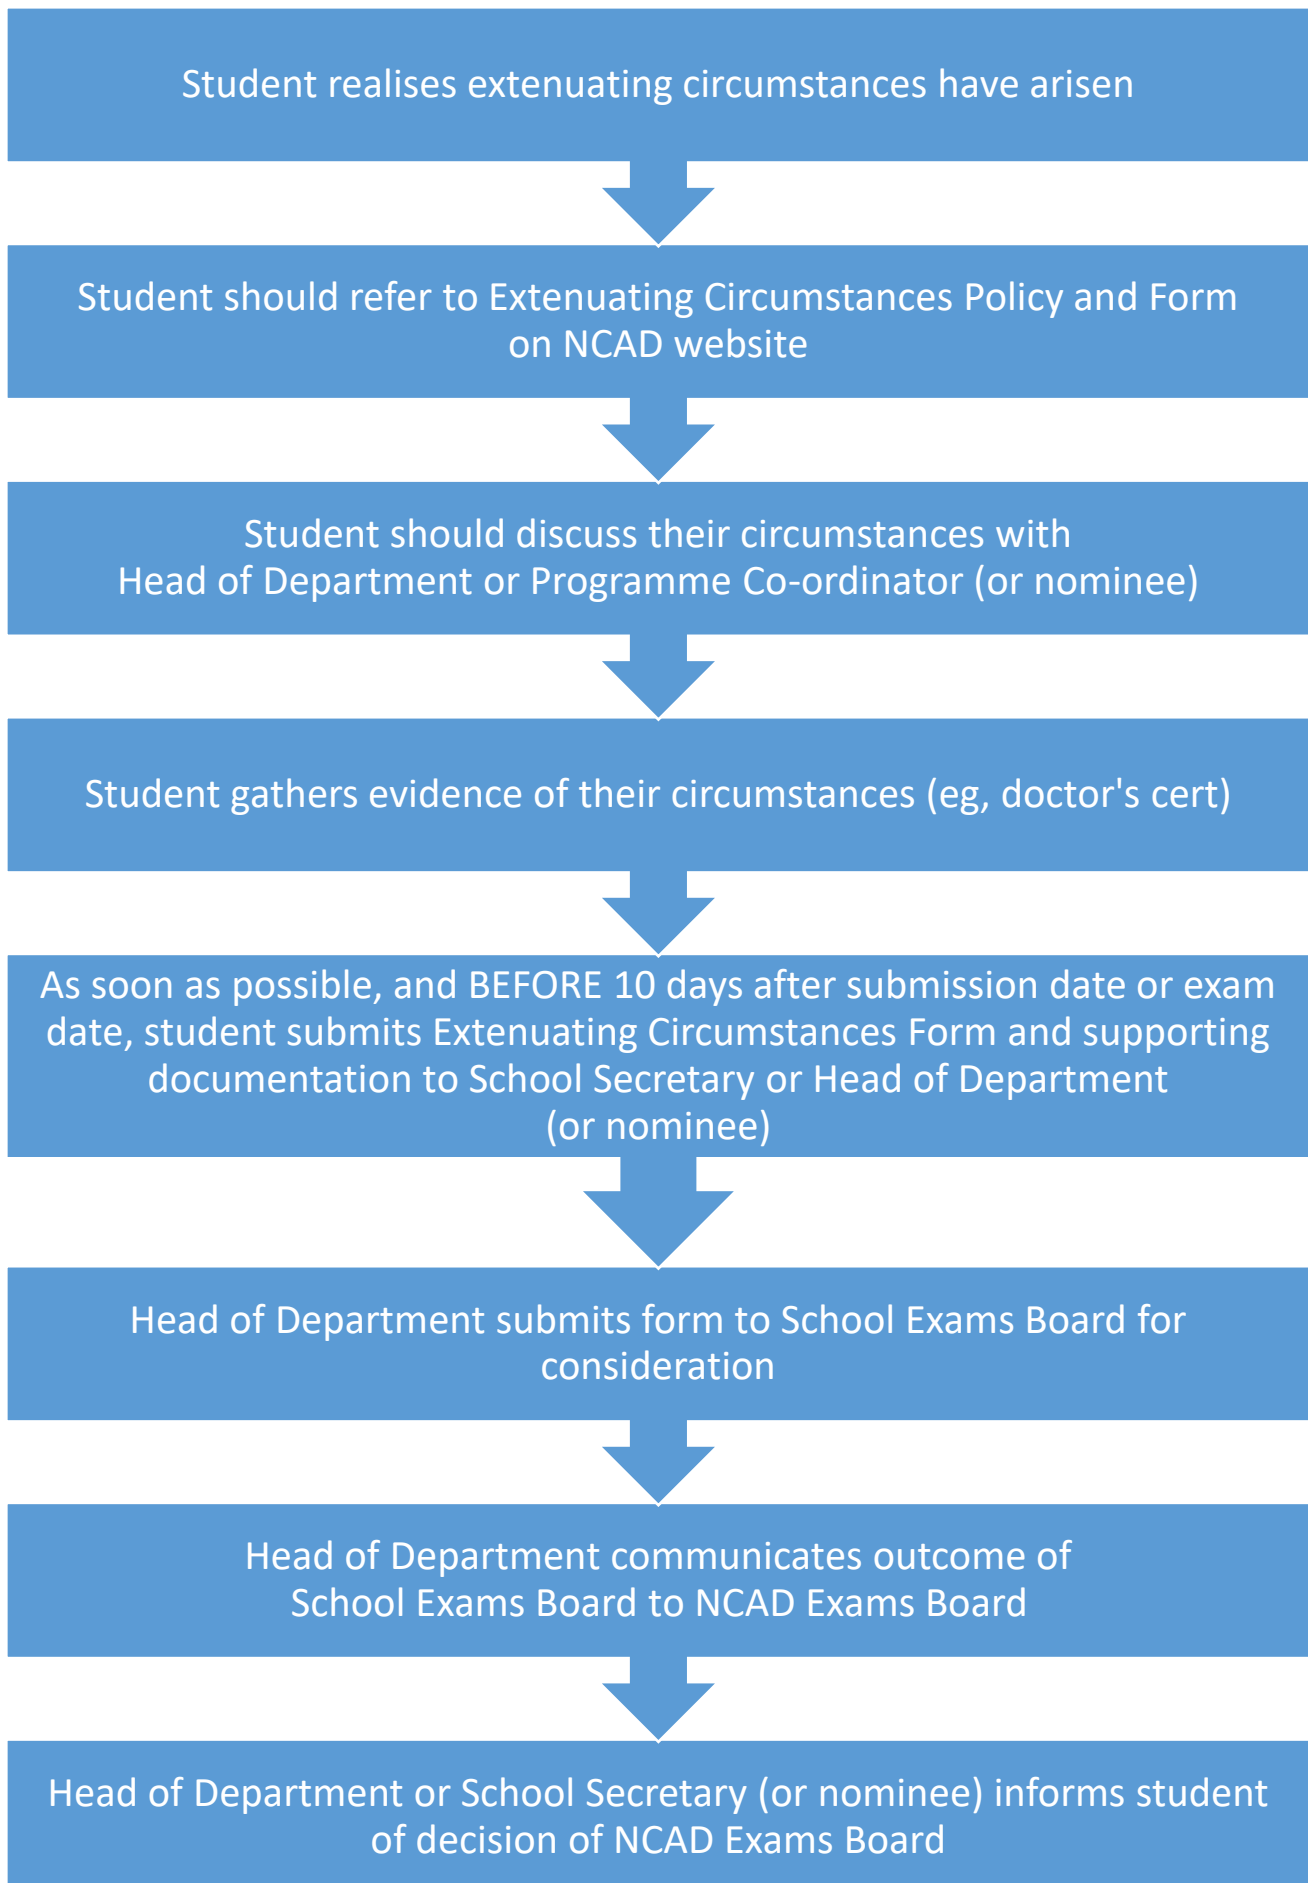 Student realises extenuating circumstances have arisen
Student should refer to Extenuating Circumstances Policy and Form
on NCAD website
Student should discuss their circumstances with
Head of Department or Programme Co-ordinator (or nominee)
Student gathers evidence of their circumstances (eg, doctor's cert)
As soon as possible, and BEFORE 10 days after submission date or exam
date, student submits Extenuating Circumstances Form and supporting
documentation to School Secretary or Head of Department
(or nominee)
Head of Department submits form to School Exams Board for
consideration
Head of Department communicates outcome of
School Exams Board to NCAD Exams Board
Head of Department or School Secretary (or nominee) informs student
of decision of NCAD Exams Board